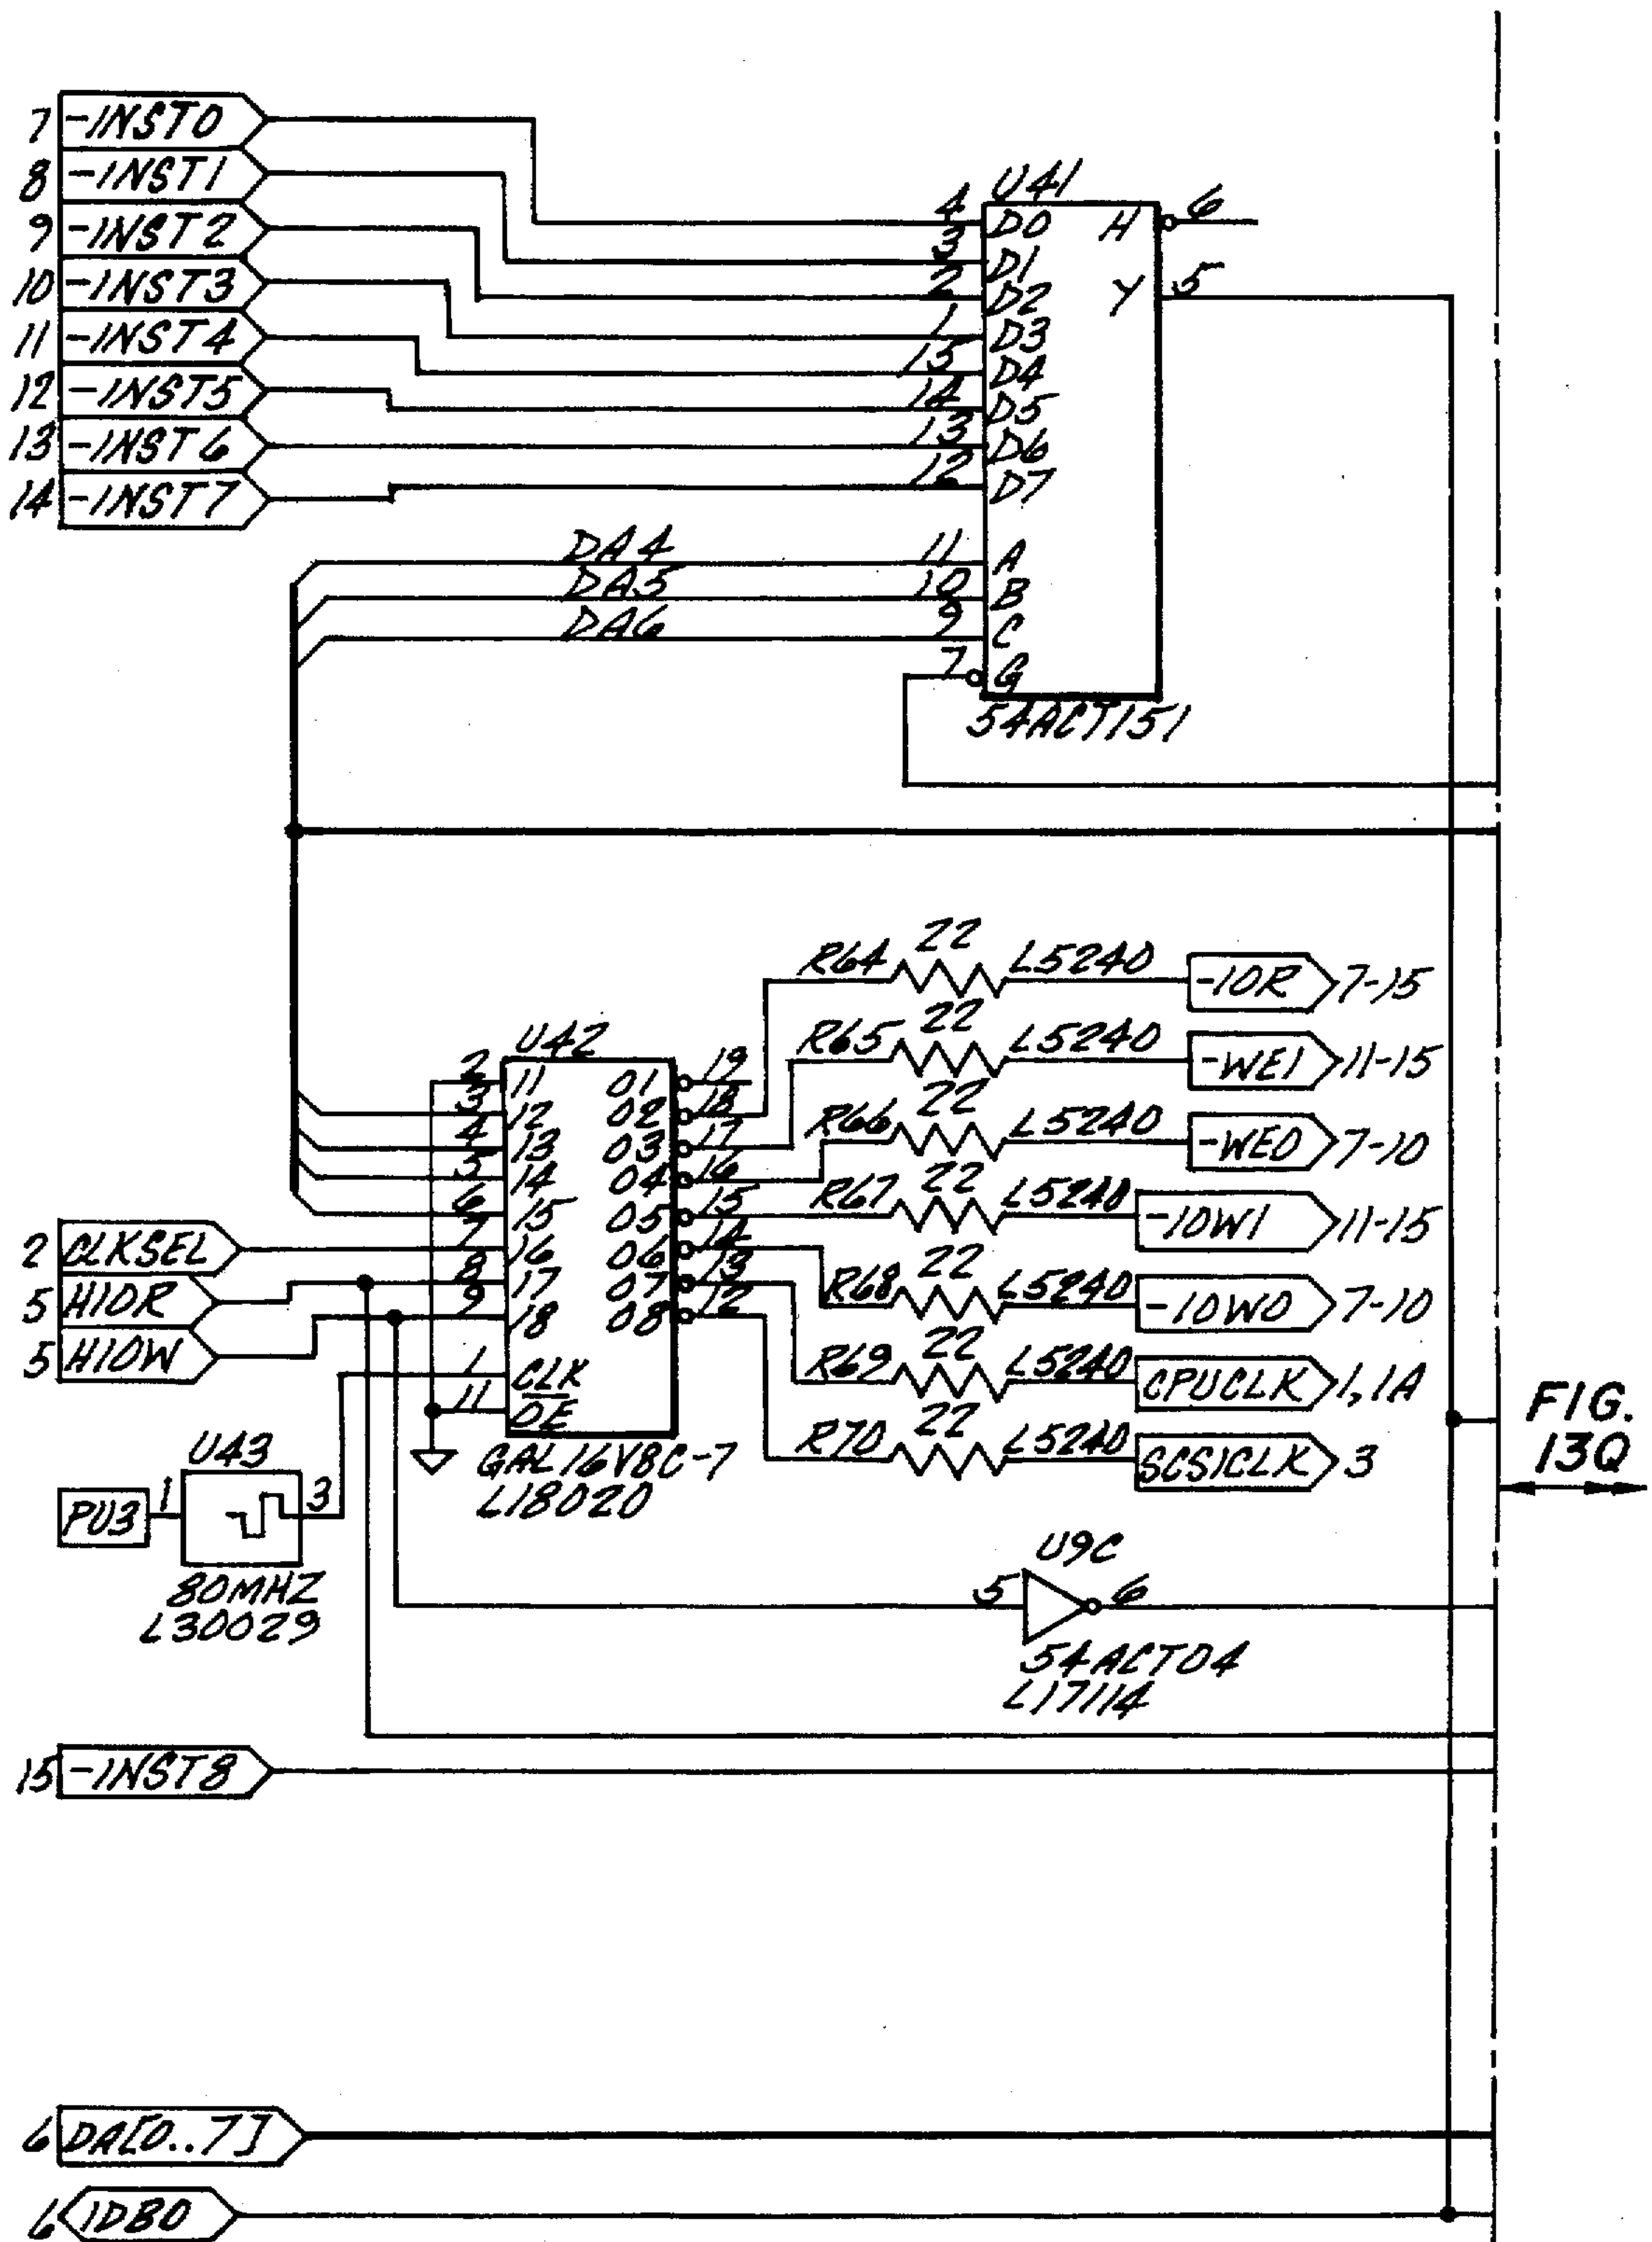 7 -INST0
8 -INST1
9 -INST2
10 -INST3
11 -INST4
12 -INST5
13 -INST6
14 -INST7
U41
4 D0 H 6
3 D1
2 D2 Y 5
1 D3
15 D4
14 D5
13 D6
12 D7
DA4 11 A
DA5 10 B
DA6 9 C
7 G
54ACT151
R64 22 L5240 -IOR 7-15
R65 22 L5240 -WE1 11-15
R66 22 L5240 -WE0 7-10
R67 22 L5240 -IOW1 11-15
R68 22 L5240 -IOW0 7-10
R69 22 L5240 CPUCLK 1,1A
R70 22 L5240 SCSICLK 3
U42
2 I1 O1 19
3 I2 O2 18
4 I3 O3 17
5 I4 O4 16
6 I5 O5 15
2 CLKSEL 7 I6 O6 14
5 HIOR 8 I7 O7 13
5 HIOW 9 I8 O8 12
1 CLK
11 OE
GAL16V8C-7
L18020
FIG.
13Q
U43
PU3 1 3
80MHZ
L30029
U9C
5 6
54ACT04
L17114
15 -INST8
6 DA[0..7]
6 IDB0